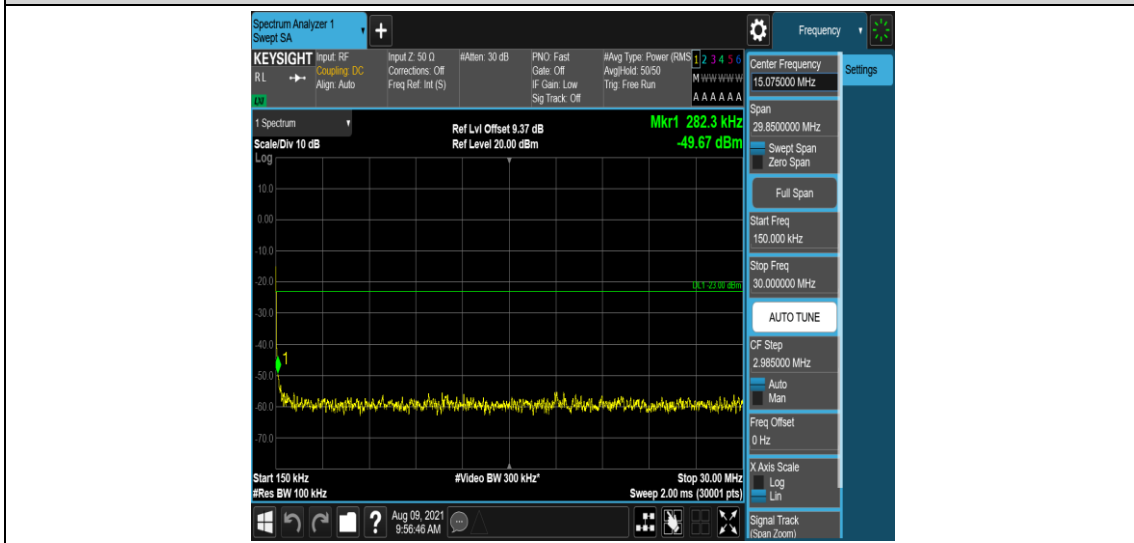 Spectrum Analyzer 1
Swept SA
+
Frequency
KEYSIGHT
RL
Input: RF
Coupling: DC
Align: Auto
Input Z: 50 Ω
Corrections: Off
Freq Ref: Int (S)
#Atten: 30 dB
PNO: Fast
Gate: Off
IF Gain: Low
Sig Track: Off
#Avg Type: Power (RMS
Avg|Hold: 50/50
Trig: Free Run
1 2 3 4 5 6
M W W W W W
A A A A A A
1 Spectrum
Scale/Div 10 dB
Ref Lvl Offset 9.37 dB
Ref Level 20.00 dBm
Mkr1 282.3 kHz
-49.67 dBm
Log
10.0
0.00
-10.0
-20.0
-30.0
-40.0
-50.0
-60.0
-70.0
DL1 -23.00 dBm
1
Start 150 kHz
#Res BW 100 kHz
#Video BW 300 kHz*
Stop 30.00 MHz
Sweep 2.00 ms (30001 pts)
?
Aug 09, 2021
9:56:46 AM
Center Frequency
15.075000 MHz
Settings
Span
29.8500000 MHz
Swept Span
Zero Span
Full Span
Start Freq
150.000 kHz
Stop Freq
30.000000 MHz
AUTO TUNE
CF Step
2.985000 MHz
Auto
Man
Freq Offset
0 Hz
X Axis Scale
Log
Lin
Signal Track
(Span Zoom)